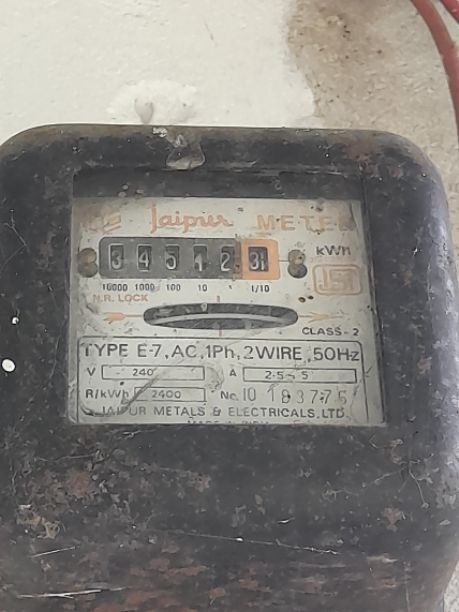 Jaipur METER
3 4 5 1 2 3 kWh
10000 1000 100 10 1 1/10
N.R. LOCK
JSI
CLASS-2
TYPE E-7, AC, 1Ph, 2WIRE, 50Hz
V 240 A 2·5-5
R/kWh 2400 No. 10 183775
JAIPUR METALS & ELECTRICALS, LTD.